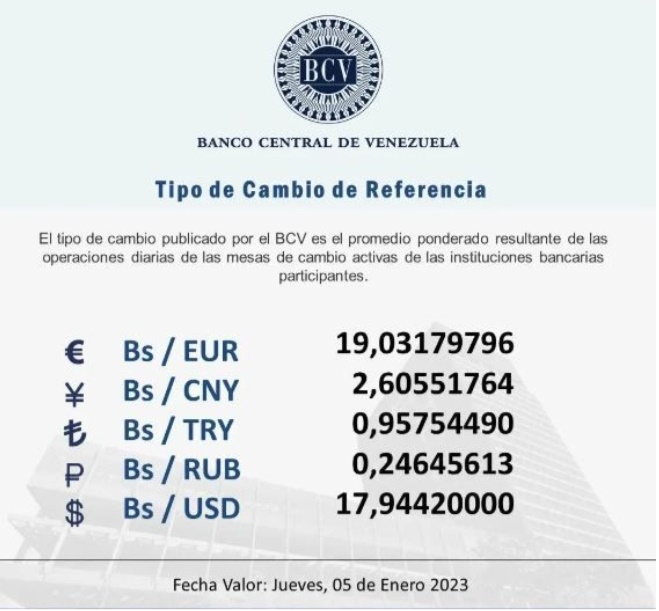 BCV
BANCO CENTRAL DE VENEZUELA
Tipo de Cambio de Referencia
El tipo de cambio publicado por el BCV es el promedio ponderado resultante de las
operaciones diarias de las mesas de cambio activas de las instituciones bancarias
participantes.
€ Bs / EUR 19,03179796
¥ Bs / CNY 2,60551764
₺ Bs / TRY 0,95754490
₽ Bs / RUB 0,24645613
$ Bs / USD 17,94420000
Fecha Valor: Jueves, 05 de Enero 2023